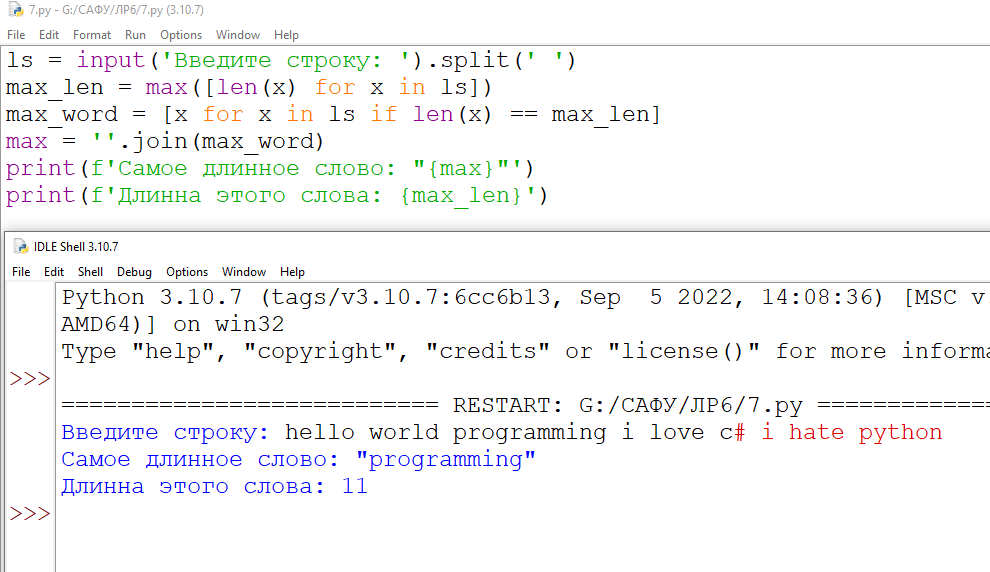 7.py - G:/САФУ/ЛР6/7.py (3.10.7)
File Edit Format Run Options Window Help
ls = input('Введите строку: ').split(' ')
max_len = max([len(x) for x in ls])
max_word = [x for x in ls if len(x) == max_len]
max = ''.join(max_word)
print(f'Самое длинное слово: "{max}"')
print(f'Длинна этого слова: {max_len}')
IDLE Shell 3.10.7
File Edit Shell Debug Options Window Help
Python 3.10.7 (tags/v3.10.7:6cc6b13, Sep  5 2022, 14:08:36) [MSC v
AMD64)] on win32
Type "help", "copyright", "credits" or "license()" for more informa
>>>
=========================== RESTART: G:/САФУ/ЛР6/7.py =============
Введите строку: hello world programming i love c# i hate python
Самое длинное слово: "programming"
Длинна этого слова: 11
>>>